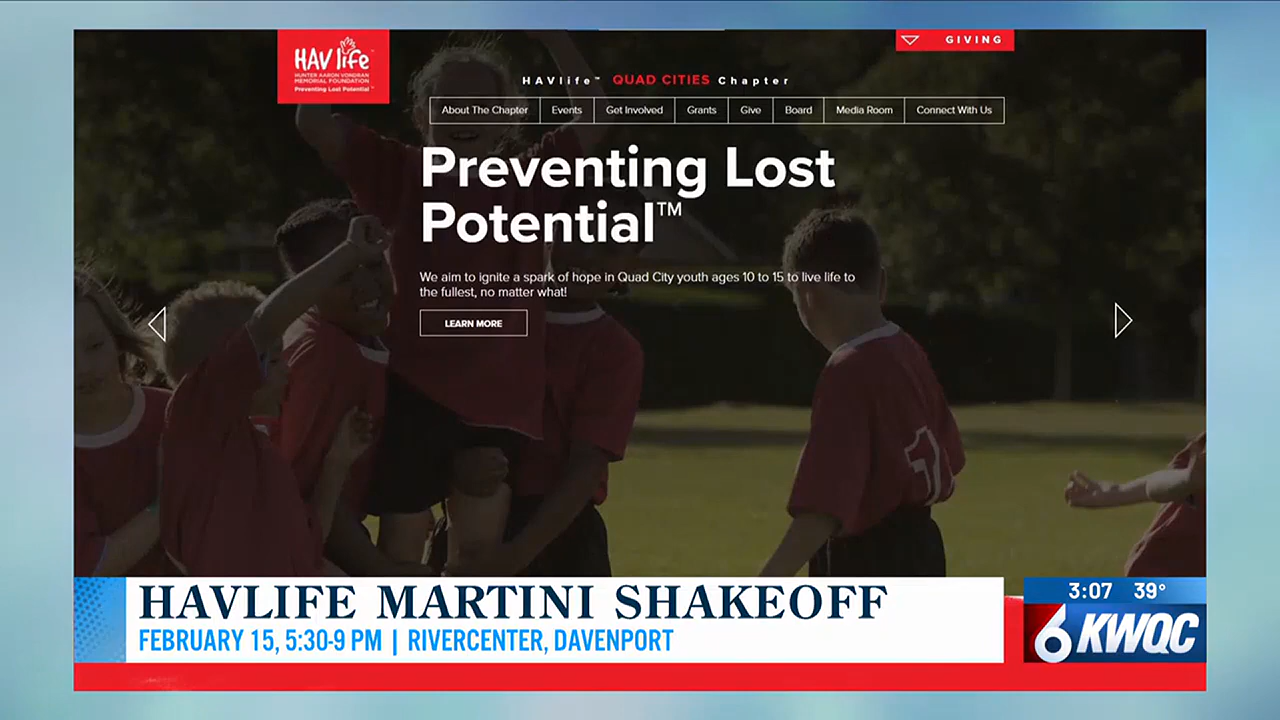 HAVlife™
HUNTER AARON VONDRAN
MEMORIAL FOUNDATION
Preventing Lost Potential™
GIVING
HAVlife™ QUAD CITIES Chapter
About The Chapter
Events
Get Involved
Grants
Give
Board
Media Room
Connect With Us
Preventing Lost
Potential™
We aim to ignite a spark of hope in Quad City youth ages 10 to 15 to live life to
the fullest, no matter what!
LEARN MORE
HAVLIFE MARTINI SHAKEOFF
FEBRUARY 15, 5:30-9 PM | RIVERCENTER, DAVENPORT
3:07 39°
6 KWQC